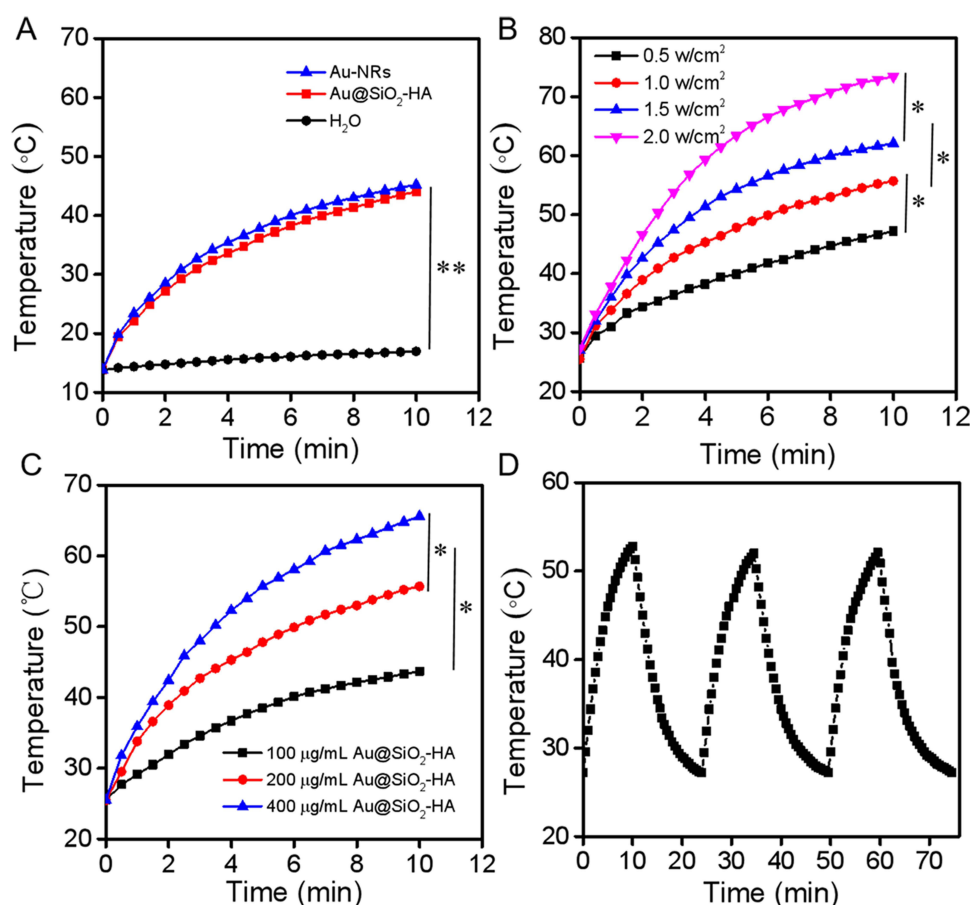 A
70
60
50
40
30
20
10
Temperature (°C)
Au-NRs
Au@SiO₂-HA
H₂O
**
0 2 4 6 8 10 12
Time (min)
B
80
70
60
50
40
30
20
Temperature (°C)
0.5 w/cm²
1.0 w/cm²
1.5 w/cm²
2.0 w/cm²
*
*
*
0 2 4 6 8 10 12
Time (min)
C
70
60
50
40
30
20
Temperature (℃)
*
*
100 μg/mL Au@SiO₂-HA
200 μg/mL Au@SiO₂-HA
400 μg/mL Au@SiO₂-HA
0 2 4 6 8 10 12
Time (min)
D
60
50
40
30
20
Temperature (°C)
0 10 20 30 40 50 60 70
Time (min)